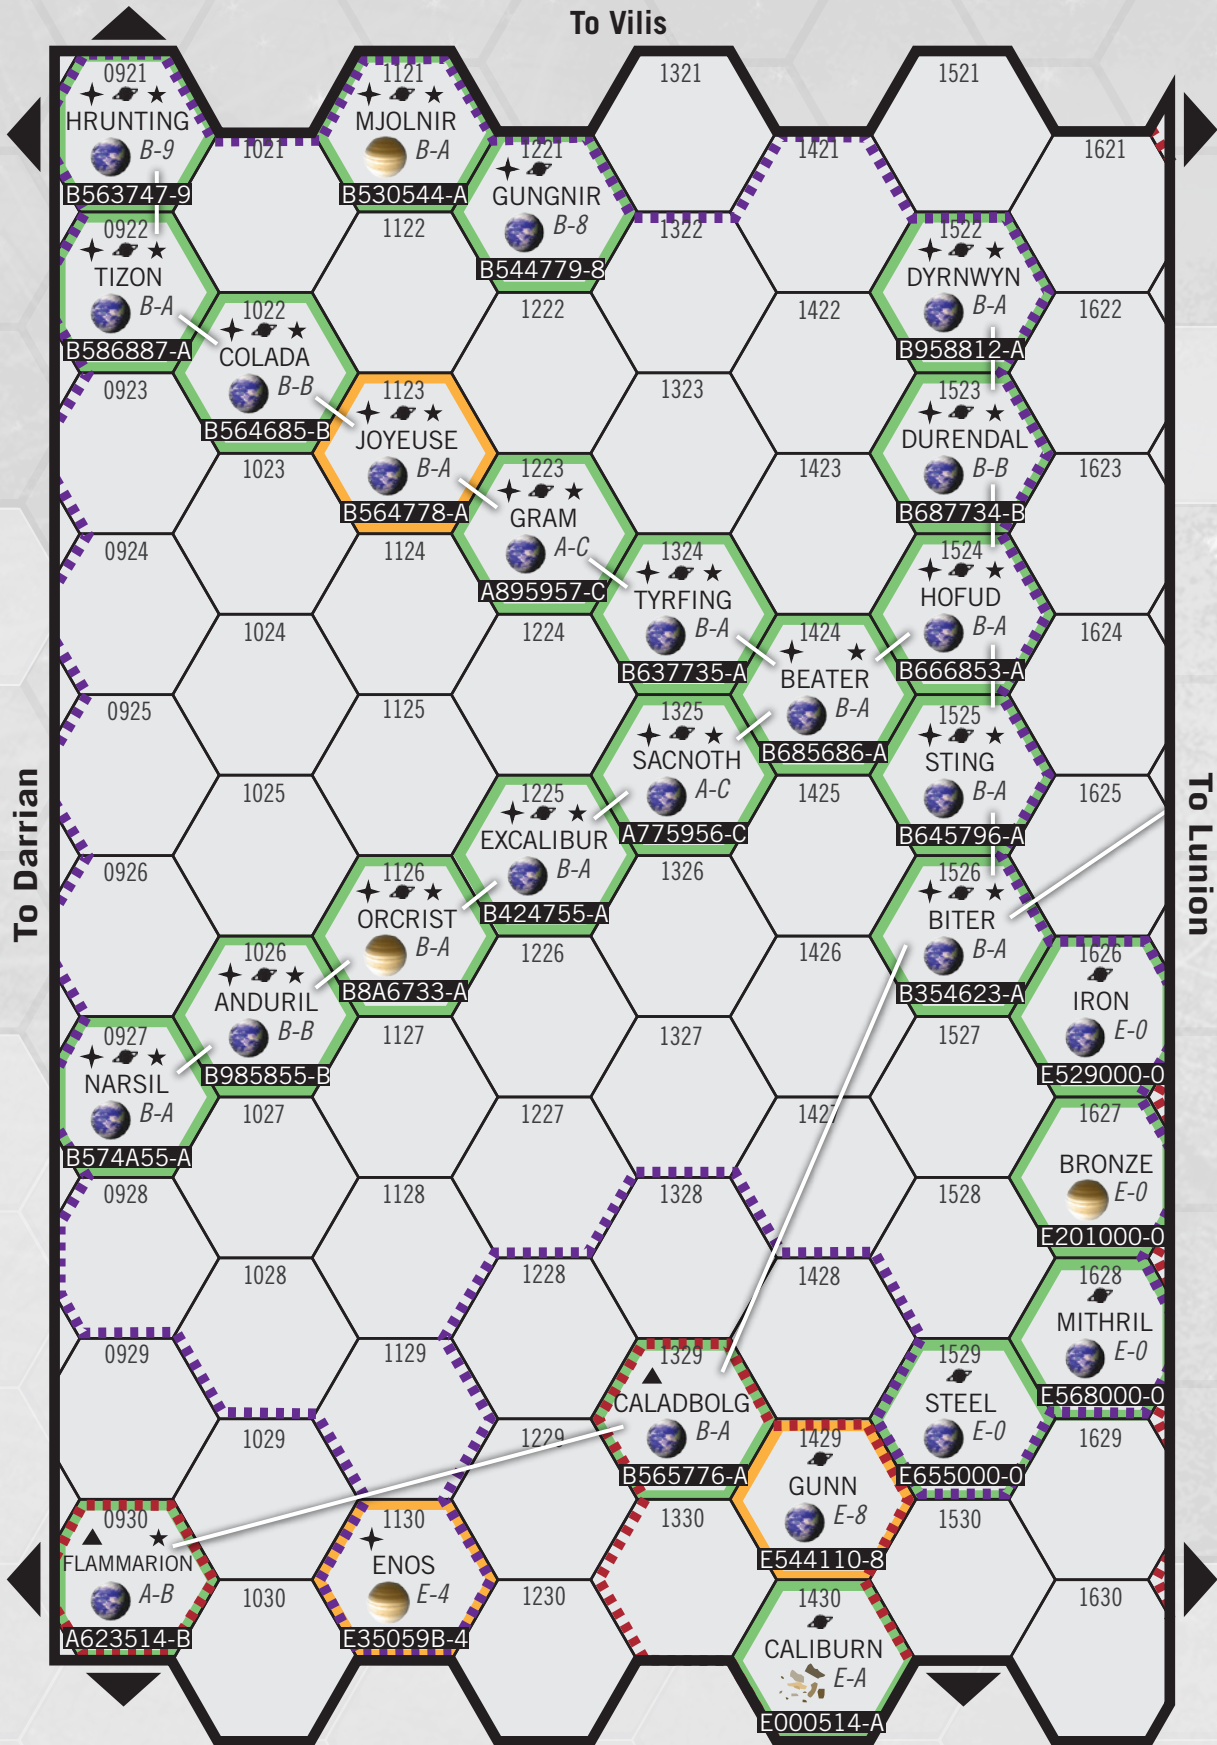 To Vilis
To Darrian
To Lunion
0921
HRUNTING
B-9
B563747-9
1021
1121
MJOLNIR
B-A
B530544-A
1221
GUNGNIR
B-8
B544779-8
1321
1421
1521
1621
0922
TIZON
B-A
B586887-A
1022
COLADA
B-B
B564685-B
1122
1222
1322
1422
1522
DYRNWYN
B-A
B958812-A
1622
0923
1023
1123
JOYEUSE
B-A
B564778-A
1223
GRAM
A-C
A895957-C
1323
1423
1523
DURENDAL
B-B
B687734-B
1623
0924
1024
1124
1224
1324
TYRFING
B-A
B637735-A
1424
BEATER
B-A
B685686-A
1524
HOFUD
B-A
B666853-A
1624
0925
1025
1125
1225
EXCALIBUR
B-A
B424755-A
1325
SACNOTH
A-C
A775956-C
1425
1525
STING
B-A
B645796-A
1625
0926
1026
ANDURIL
B-B
B985855-B
1126
ORCRIST
B-A
B8A6733-A
1226
1326
1426
1526
BITER
B-A
B354623-A
1626
IRON
E-0
E529000-0
0927
NARSIL
B-A
B574A55-A
1027
1127
1227
1327
1427
1527
1627
BRONZE
E-0
E201000-0
0928
1028
1128
1228
1328
1428
1528
1628
MITHRIL
E-0
E568000-0
0929
1029
1129
1229
1329
CALADBOLG
B-A
B565776-A
1429
GUNN
E-8
E544110-8
1529
STEEL
E-0
E655000-0
1629
0930
FLAMMARION
A-B
A623514-B
1030
1130
ENOS
E-4
E35059B-4
1230
1330
1430
CALIBURN
E-A
E000514-A
1530
1630